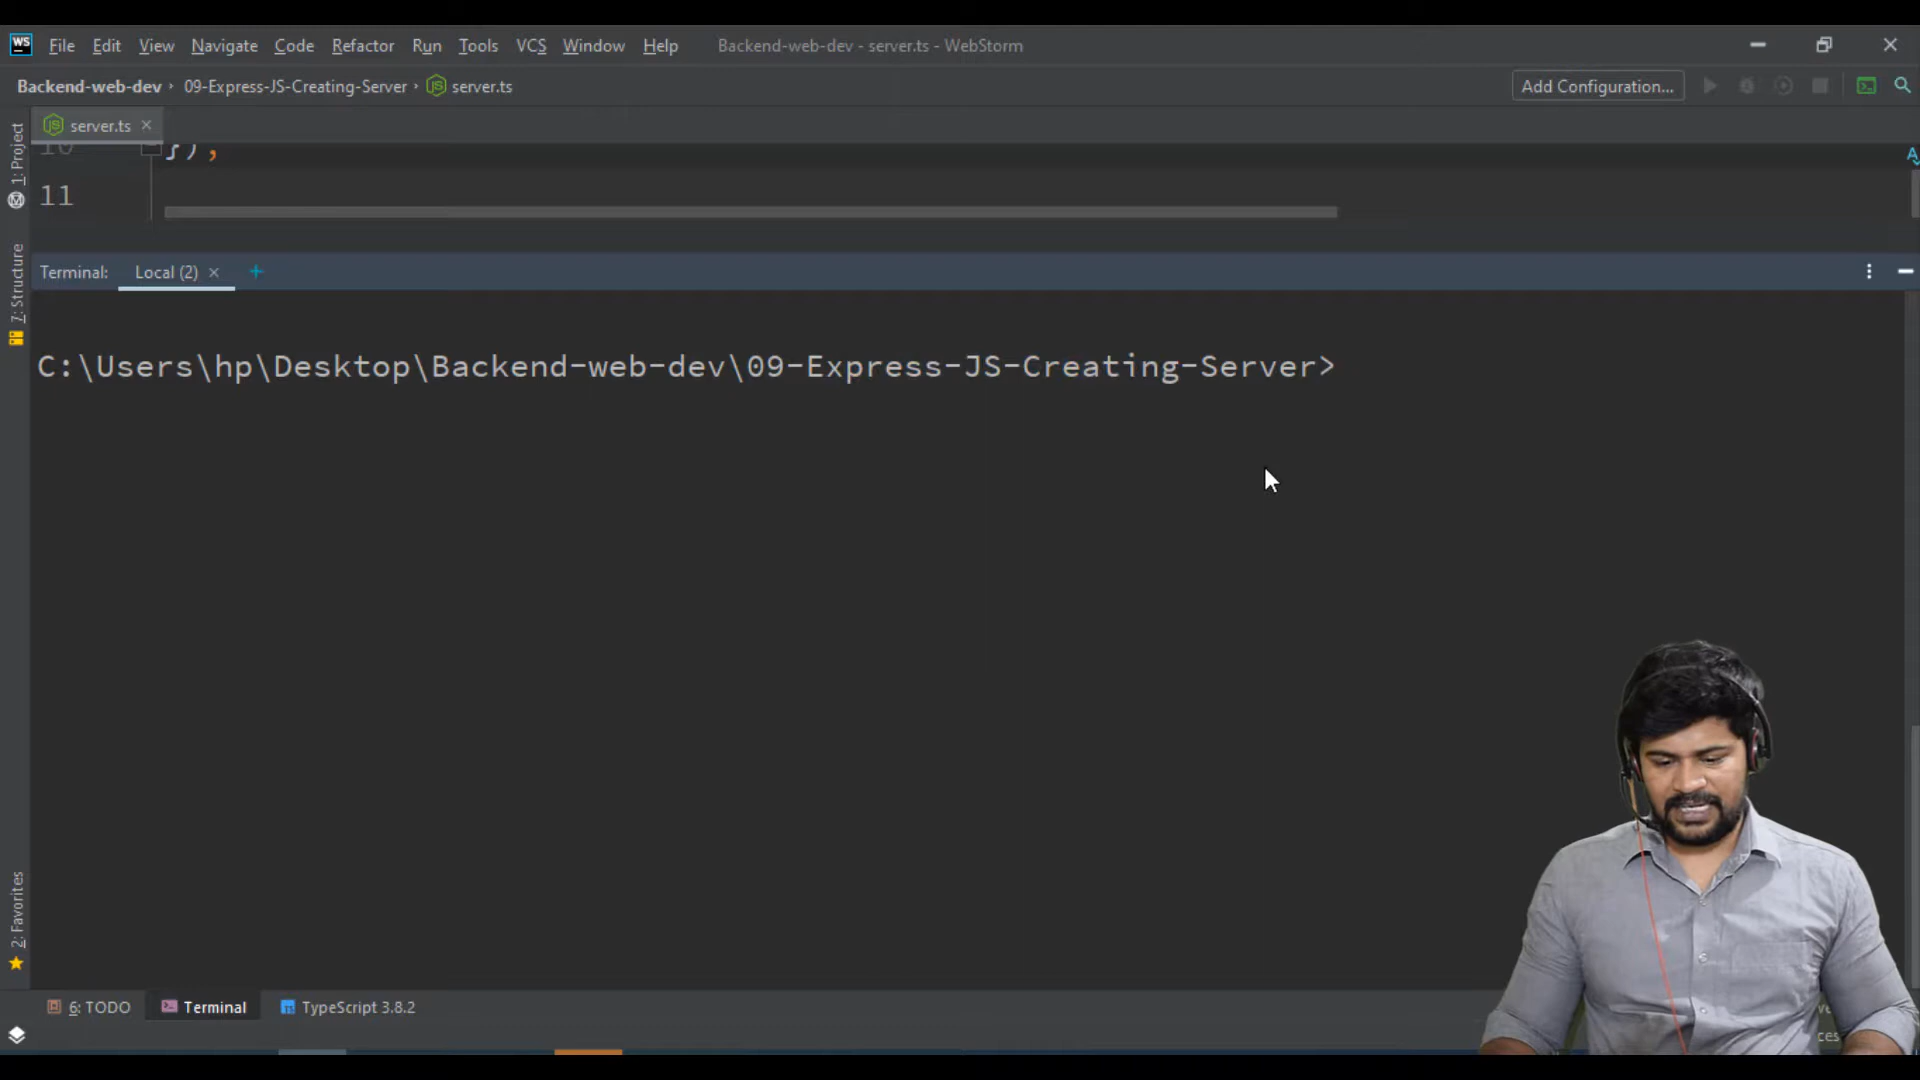 WS File Edit View Navigate Code Refactor Run Tools VCS Window Help Backend-web-dev - server.ts - WebStorm
Backend-web-dev › 09-Express-JS-Creating-Server › server.ts Add Configuration...
server.ts
1: Project
10 });
11
7: Structure
Terminal: Local (2) +
C:\Users\hp\Desktop\Backend-web-dev\09-Express-JS-Creating-Server>
2: Favorites
6: TODO Terminal TypeScript 3.8.2